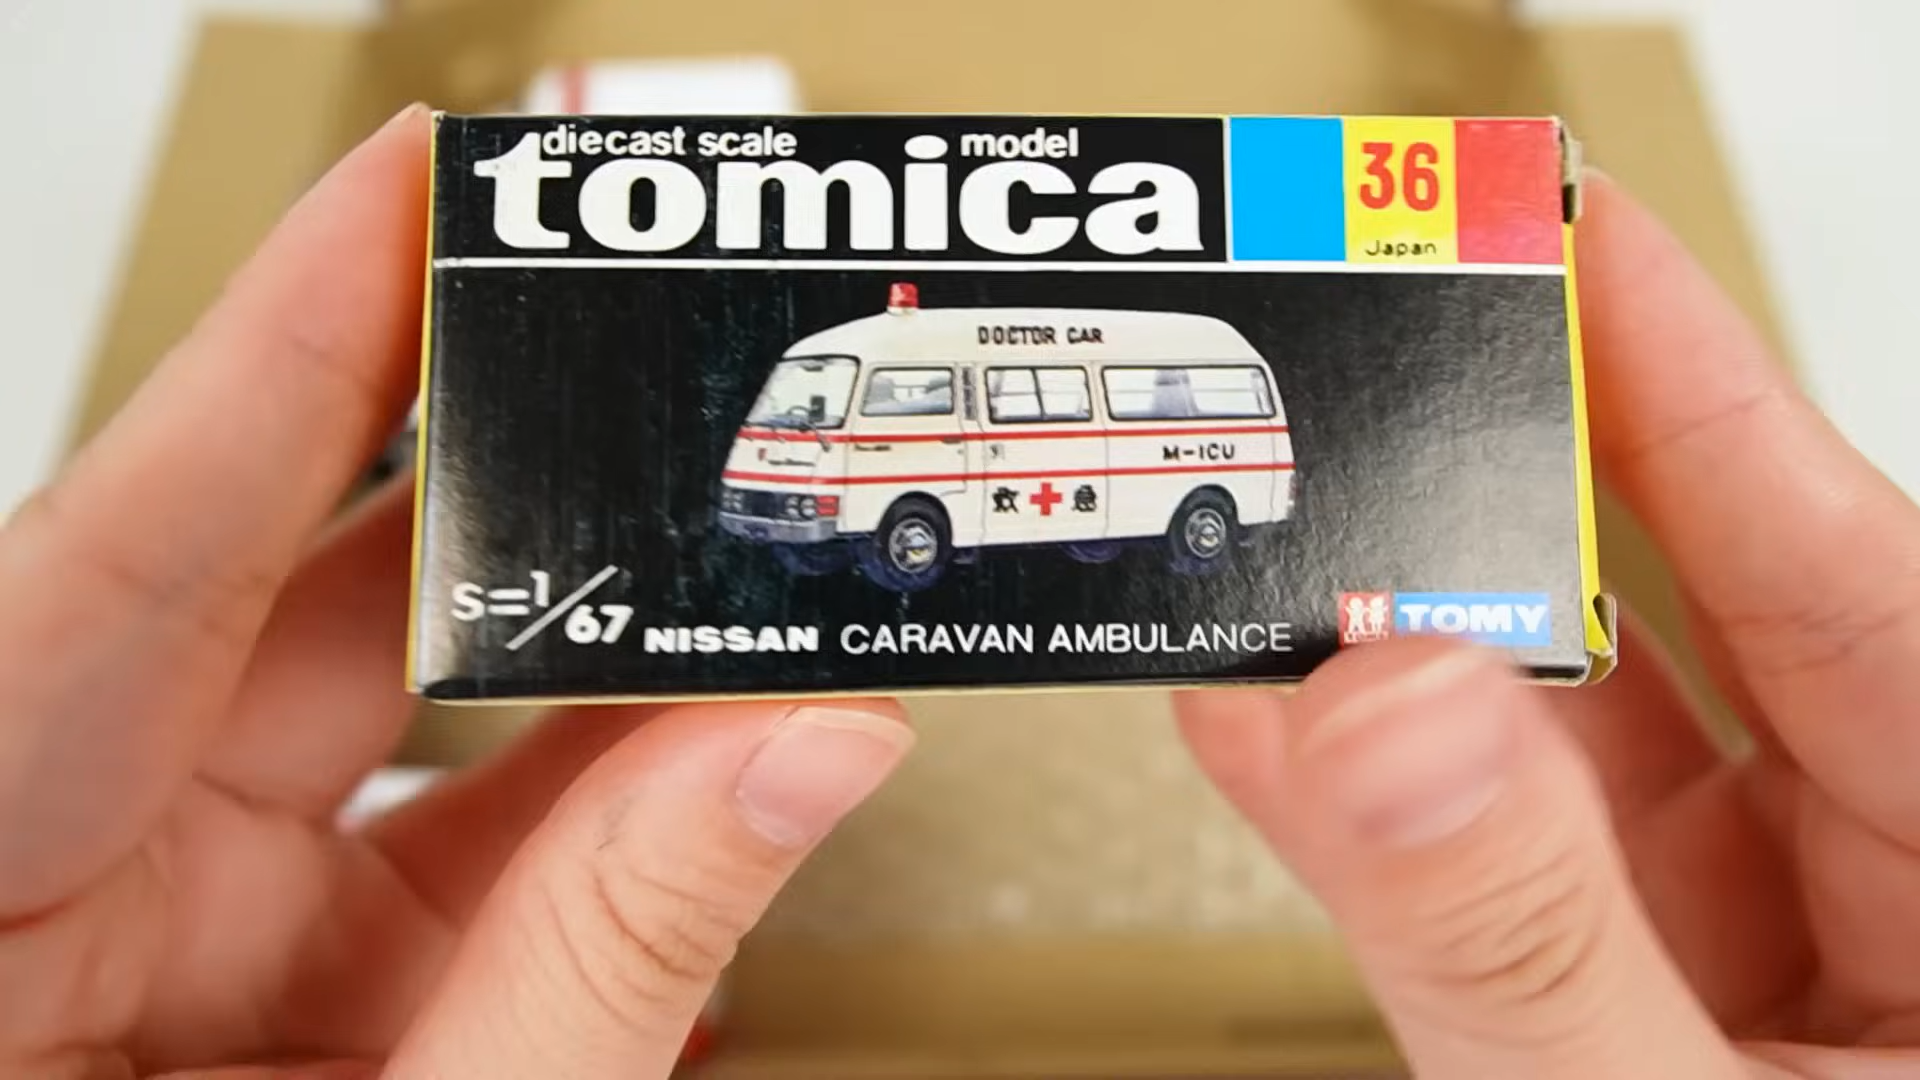 diecast scale model
tomica
36
Japan
DOCTOR CAR
M-ICU
救 急
S=1/67
NISSAN CARAVAN AMBULANCE
TOMY